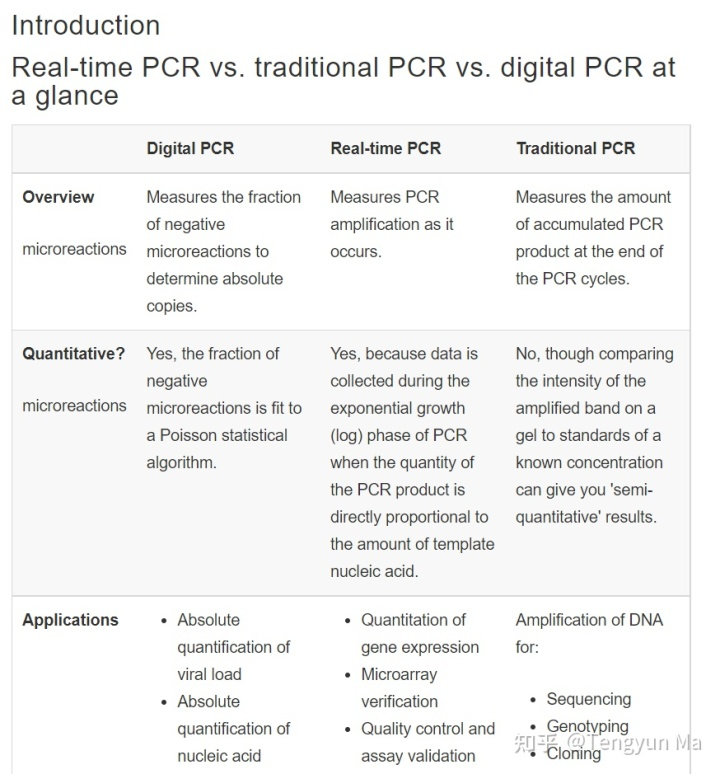 Introduction
Real-time PCR vs. traditional PCR vs. digital PCR at
a glance
Digital PCR
Real-time PCR
Traditional PCR
Overview
microreactions
Measures the fraction
of negative
microreactions to
determine absolute
copies.
Measures PCR
amplification as it
occurs.
Measures the amount
of accumulated PCR
product at the end of
the PCR cycles.
Quantitative?
microreactions
Yes, the fraction of
negative
microreactions is fit to
a Poisson statistical
algorithm.
Yes, because data is
collected during the
exponential growth
(log) phase of PCR
when the quantity of
the PCR product is
directly proportional to
the amount of template
nucleic acid.
No, though comparing
the intensity of the
amplified band on a
gel to standards of a
known concentration
can give you 'semi-
quantitative' results.
Applications
• Absolute
quantification of
viral load
• Absolute
quantification of
nucleic acid
• Quantitation of
gene expression
• Microarray
verification
• Quality control and
assay validation
Amplification of DNA
for:
• Sequencing
• Genotyping
• Cloning
知乎 @Tengyun Ma